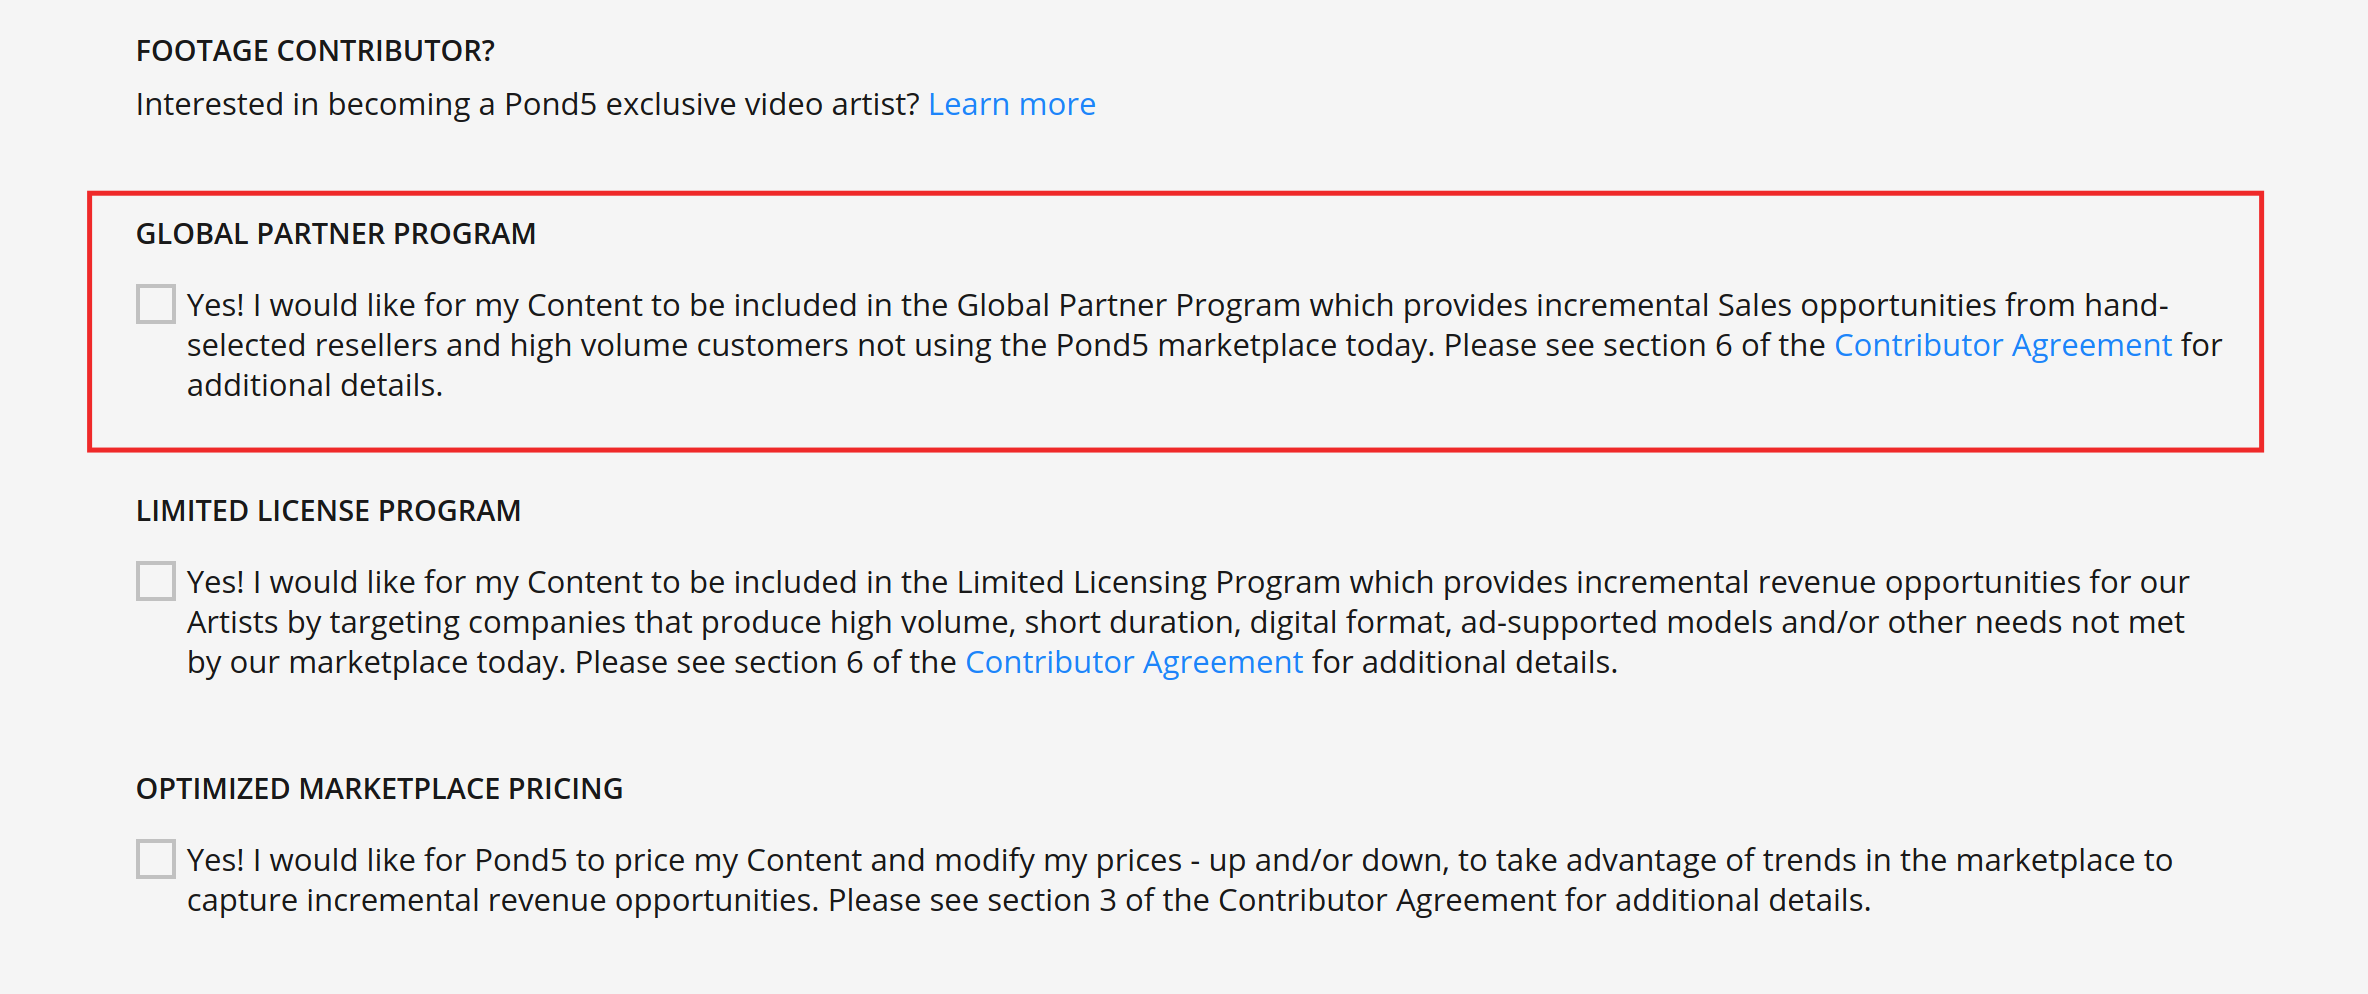 FOOTAGE CONTRIBUTOR?
Interested in becoming a Pond5 exclusive video artist? Learn more
GLOBAL PARTNER PROGRAM
Yes! I would like for my Content to be included in the Global Partner Program which provides incremental Sales opportunities from hand-
selected resellers and high volume customers not using the Pond5 marketplace today. Please see section 6 of the Contributor Agreement for
additional details.
LIMITED LICENSE PROGRAM
Yes! I would like for my Content to be included in the Limited Licensing Program which provides incremental revenue opportunities for our
Artists by targeting companies that produce high volume, short duration, digital format, ad-supported models and/or other needs not met
by our marketplace today. Please see section 6 of the Contributor Agreement for additional details.
OPTIMIZED MARKETPLACE PRICING
Yes! I would like for Pond5 to price my Content and modify my prices - up and/or down, to take advantage of trends in the marketplace to
capture incremental revenue opportunities. Please see section 3 of the Contributor Agreement for additional details.